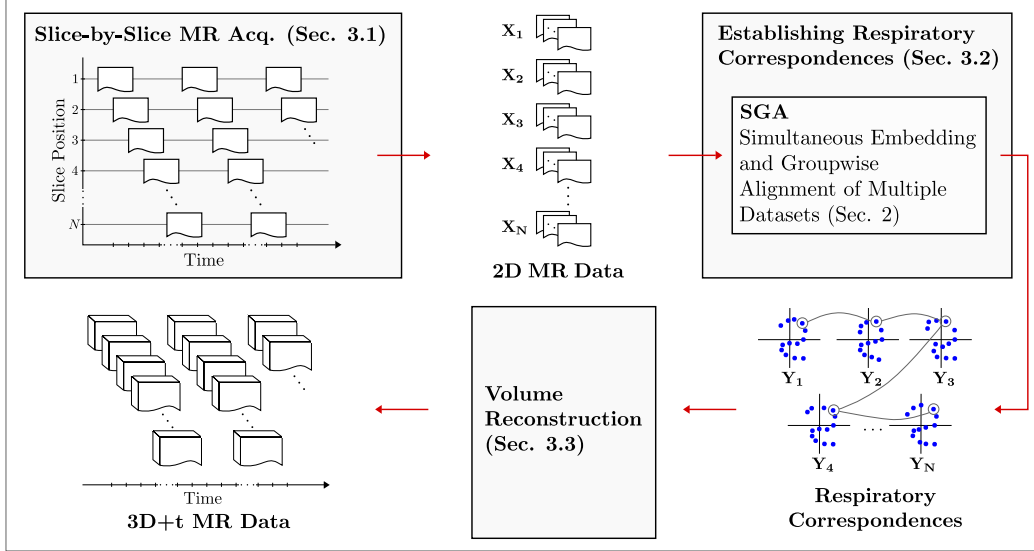 Slice-by-Slice MR Acq. (Sec. 3.1)
Slice Position
1
2
3
4
N
Time
X1
X2
X3
X4
XN
2D MR Data
Establishing Respiratory
Correspondences (Sec. 3.2)
SGA
Simultaneous Embedding
and Groupwise
Alignment of Multiple
Datasets (Sec. 2)
Y1
Y2
Y3
Y4
...
YN
Respiratory
Correspondences
Volume
Reconstruction
(Sec. 3.3)
Time
3D+t MR Data